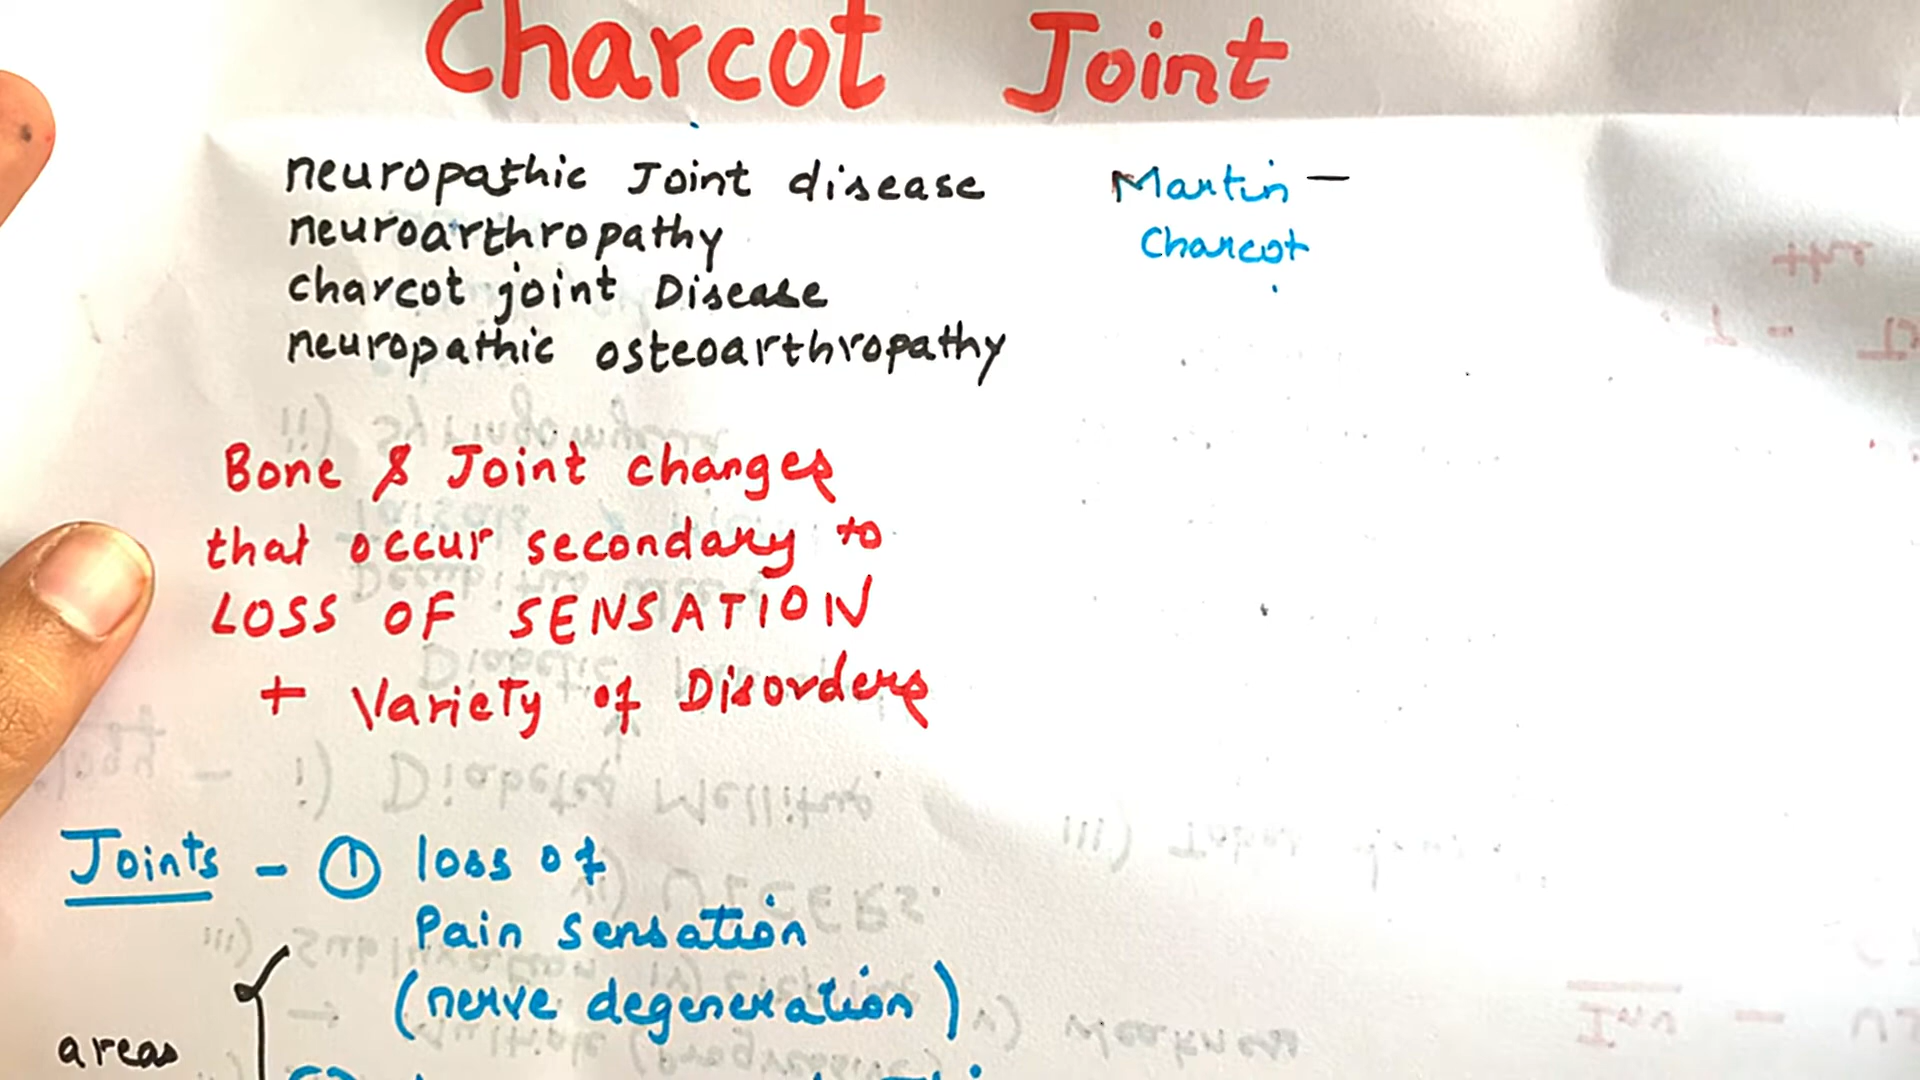 Charcot Joint
neuropathic Joint disease
neuroarthropathy
charcot joint Disease
neuropathic osteoarthropathy
Martin —
Charcot
Bone & Joint changes
that occur secondary to
LOSS OF SENSATION
+ Variety of Disorders
Joints - ① loss of
Pain sensation
(nerve degeneration)
areas